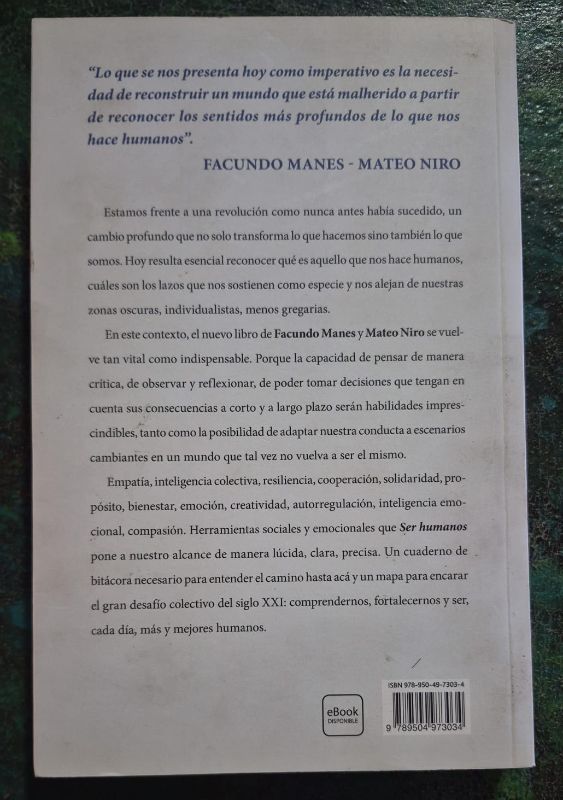 “Lo que se nos presenta hoy como imperativo es la necesi-
dad de reconstruir un mundo que está malherido a partir
de reconocer los sentidos más profundos de lo que nos
hace humanos”.
FACUNDO MANES - MATEO NIRO
Estamos frente a una revolución como nunca antes había sucedido, un
cambio profundo que no solo transforma lo que hacemos sino también lo que
somos. Hoy resulta esencial reconocer qué es aquello que nos hace humanos,
cuáles son los lazos que nos sostienen como especie y nos alejan de nuestras
zonas oscuras, individualistas, menos gregarias.
En este contexto, el nuevo libro de Facundo Manes y Mateo Niro se vuel-
ve tan vital como indispensable. Porque la capacidad de pensar de manera
crítica, de observar y reflexionar, de poder tomar decisiones que tengan en
cuenta sus consecuencias a corto y a largo plazo serán habilidades impres-
cindibles, tanto como la posibilidad de adaptar nuestra conducta a escenarios
cambiantes en un mundo que tal vez no vuelva a ser el mismo.
Empatía, inteligencia colectiva, resiliencia, cooperación, solidaridad, pro-
pósito, bienestar, emoción, creatividad, autorregulación, inteligencia emo-
cional, compasión. Herramientas sociales y emocionales que Ser humanos
pone a nuestro alcance de manera lúcida, clara, precisa. Un cuaderno de
bitácora necesario para entender el camino hasta acá y un mapa para encarar
el gran desafío colectivo del siglo XXI: comprendernos, fortalecernos y ser,
cada día, más y mejores humanos.
ISBN 978-950-49-7303-4
eBook
DISPONIBLE
9 789504 973034